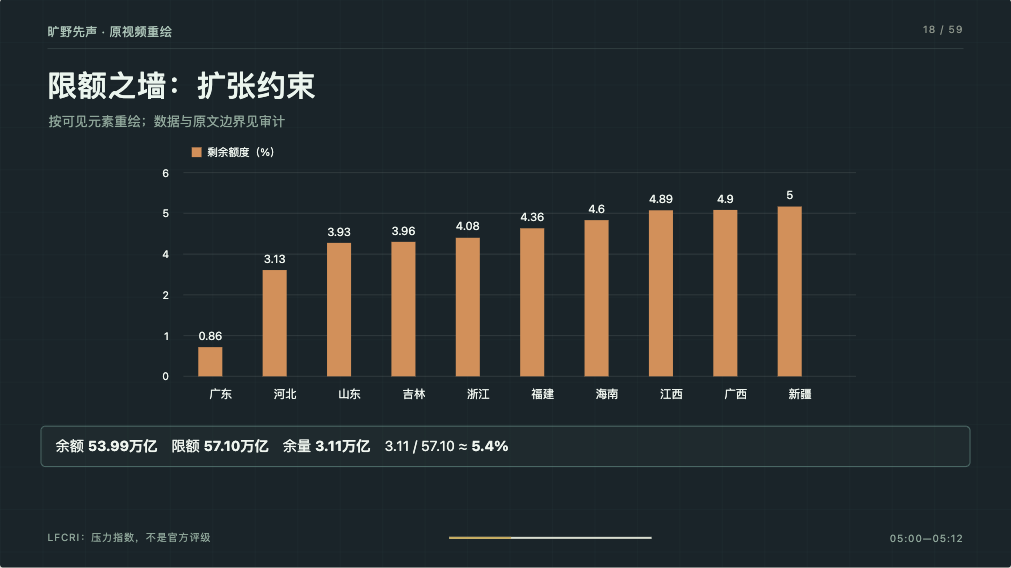 旷野先声 · 原视频重绘
18 / 59
限额之墙：扩张约束
按可见元素重绘；数据与原文边界见审计
剩余额度（%）
6
5
4
2
1
0
0.86
3.13
3.93
3.96
4.08
4.36
4.6
4.89
4.9
5
广东
河北
山东
吉林
浙江
福建
海南
江西
广西
新疆
余额 53.99万亿 限额 57.10万亿 余量 3.11万亿 3.11 / 57.10 ≈ 5.4%
LFCRI：压力指数，不是官方评级
05:00—05:12